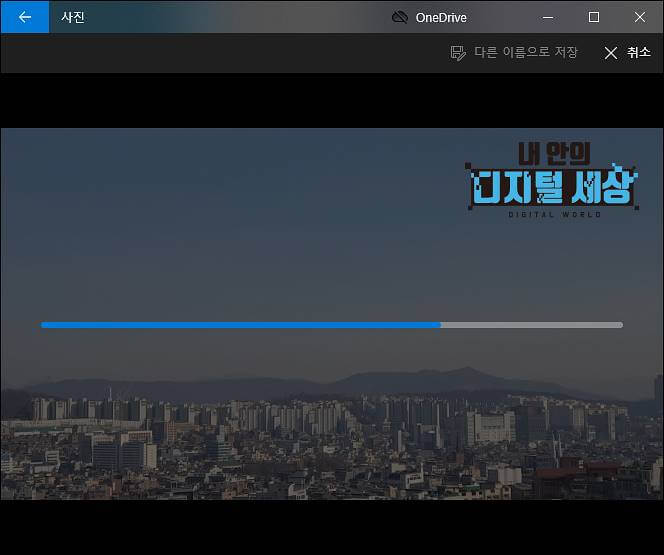 사진
OneDrive
다른 이름으로 저장
취소
내 안의
디지털 세상
DIGITAL WORLD